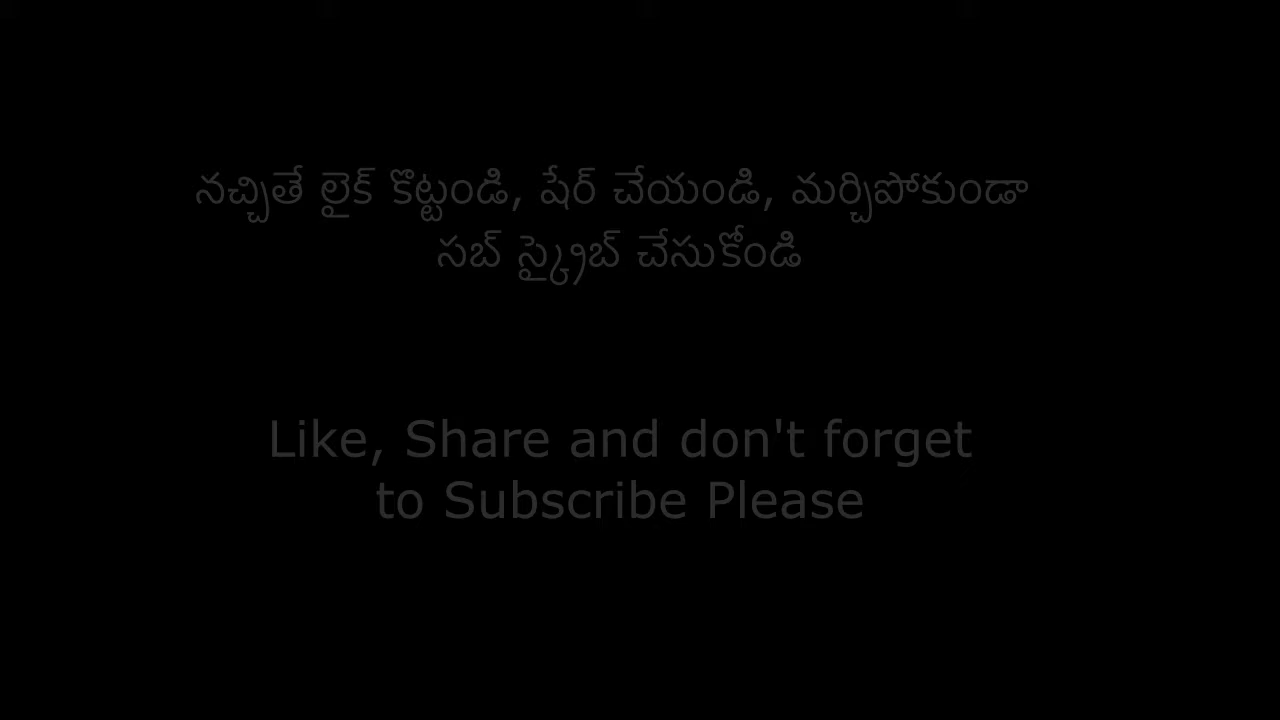 నచ్చితే లైక్ కొట్టండి, షేర్ చేయండి, మర్చిపోకుండా
సబ్ స్క్రైబ్ చేసుకోండి
Like, Share and don't forget
to Subscribe Please